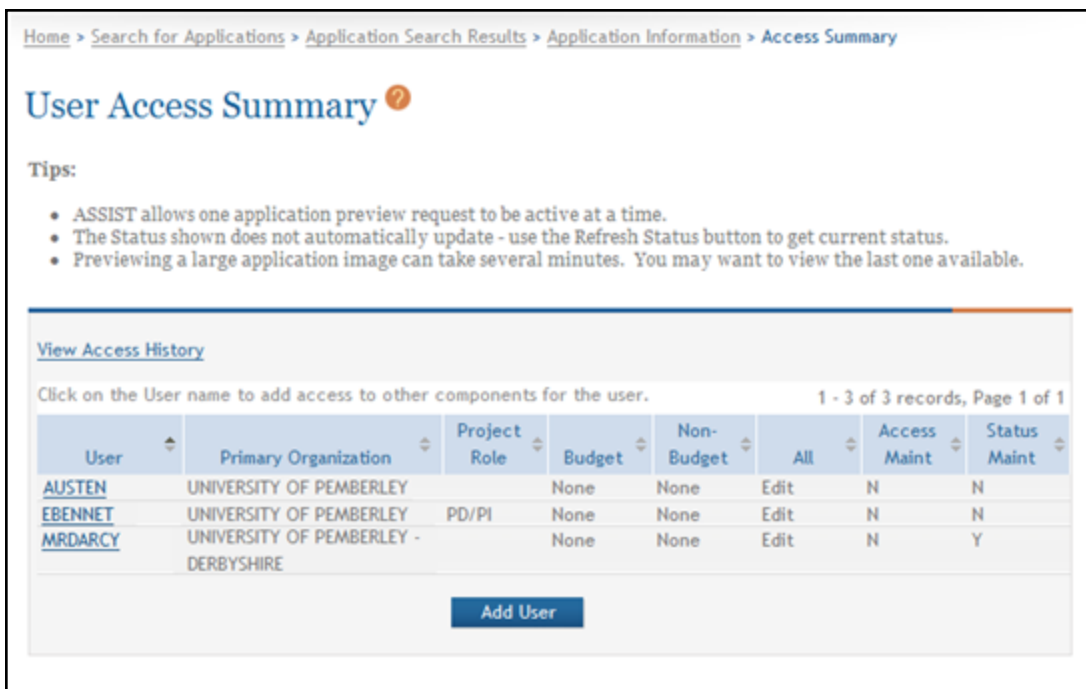 Home > Search for Applications > Application Search Results > Application Information > Access Summary
User Access Summary ?
Tips:
• ASSIST allows one application preview request to be active at a time.
• The Status shown does not automatically update - use the Refresh Status button to get current status.
• Previewing a large application image can take several minutes. You may want to view the last one available.
View Access History
Click on the User name to add access to other components for the user. 1 - 3 of 3 records, Page 1 of 1
User Primary Organization Project Role Budget Non-Budget All Access Maint Status Maint
AUSTEN UNIVERSITY OF PEMBERLEY None None Edit N N
EBENNET UNIVERSITY OF PEMBERLEY PD/PI None None Edit N N
MRDARCY UNIVERSITY OF PEMBERLEY - None None Edit N Y
DERBYSHIRE
Add User